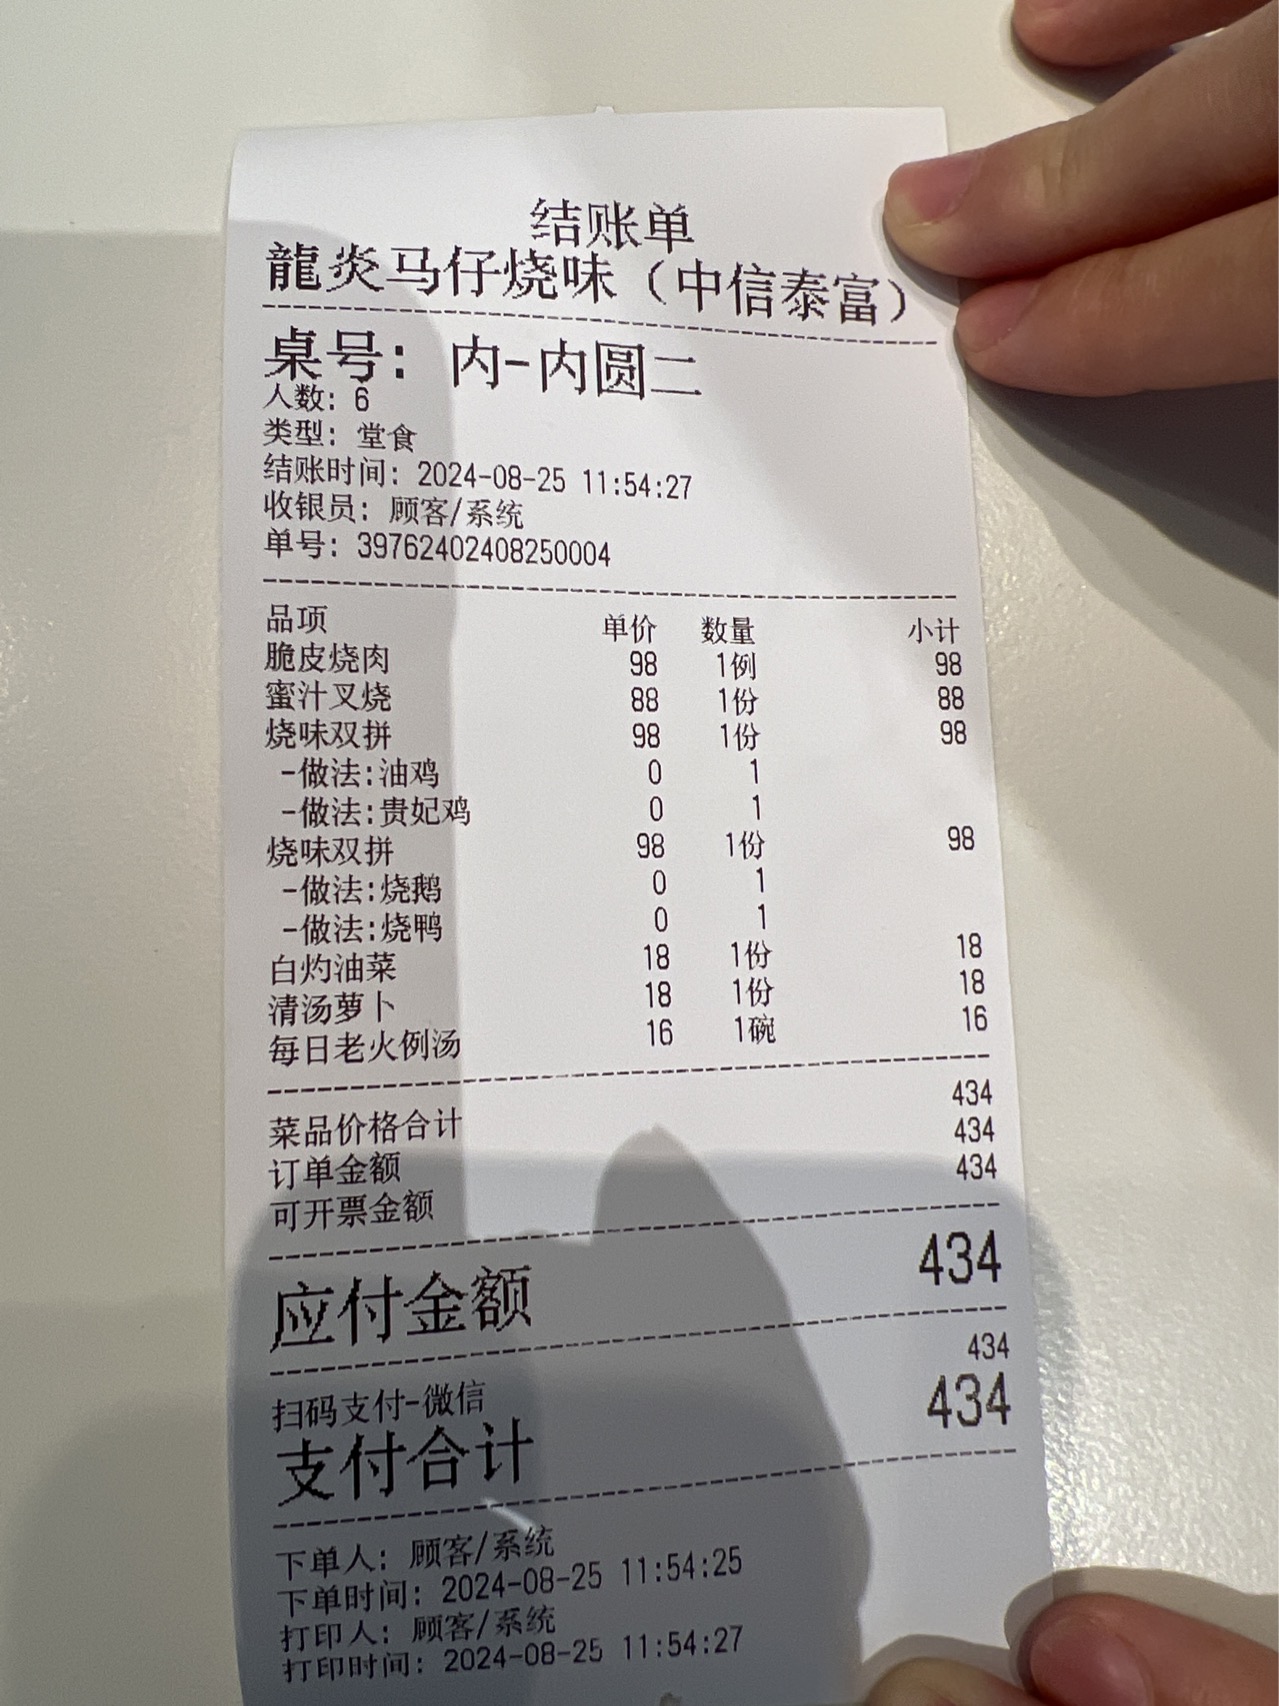 结账单
龍炎马仔烧味（中信泰富）
桌号：内-内圆二
人数：6
类型：堂食
结账时间：2024-08-25 11:54:27
收银员：顾客/系统
单号：39762402408250004
品项 单价 数量 小计
脆皮烧肉 98 1例 98
蜜汁叉烧 88 1份 88
烧味双拼 98 1份 98
-做法:油鸡 0 1
-做法:贵妃鸡 0 1
烧味双拼 98 1份 98
-做法:烧鹅 0 1
-做法:烧鸭 0 1
白灼油菜 18 1份 18
清汤萝卜 18 1份 18
每日老火例汤 16 1碗 16
菜品价格合计 434
订单金额 434
可开票金额 434
应付金额 434
扫码支付-微信 434
支付合计 434
下单人：顾客/系统
下单时间：2024-08-25 11:54:25
打印人：顾客/系统
打印时间：2024-08-25 11:54:27